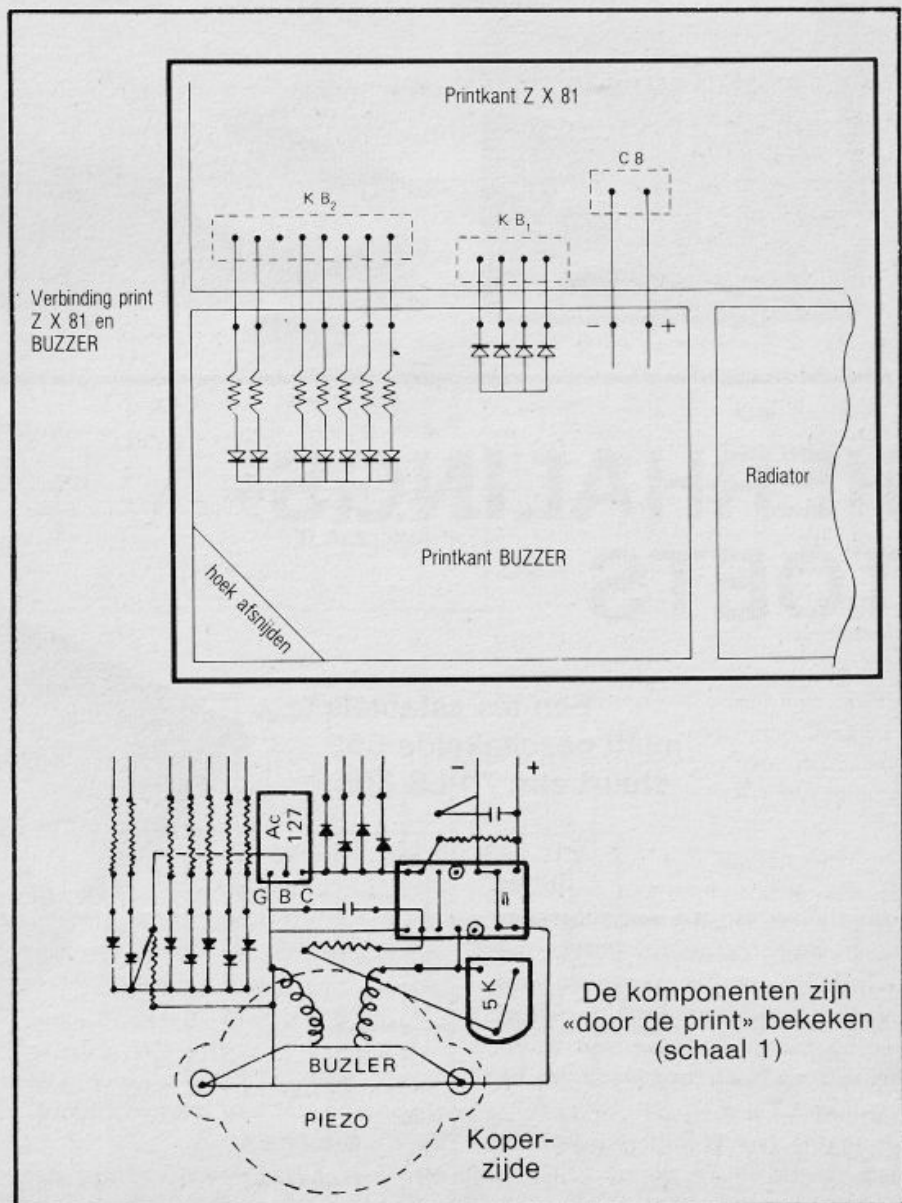 Printkant Z X 81
C 8
K B₂
K B₁
Verbinding print
Z X 81 en
BUZZER
- +
Radiator
Printkant BUZZER
hoek afsnijden
- +
Ac
127
G B C
5 K
De komponenten zijn
«door de print» bekeken
(schaal 1)
BUZLER
PIEZO
Koper-
zijde